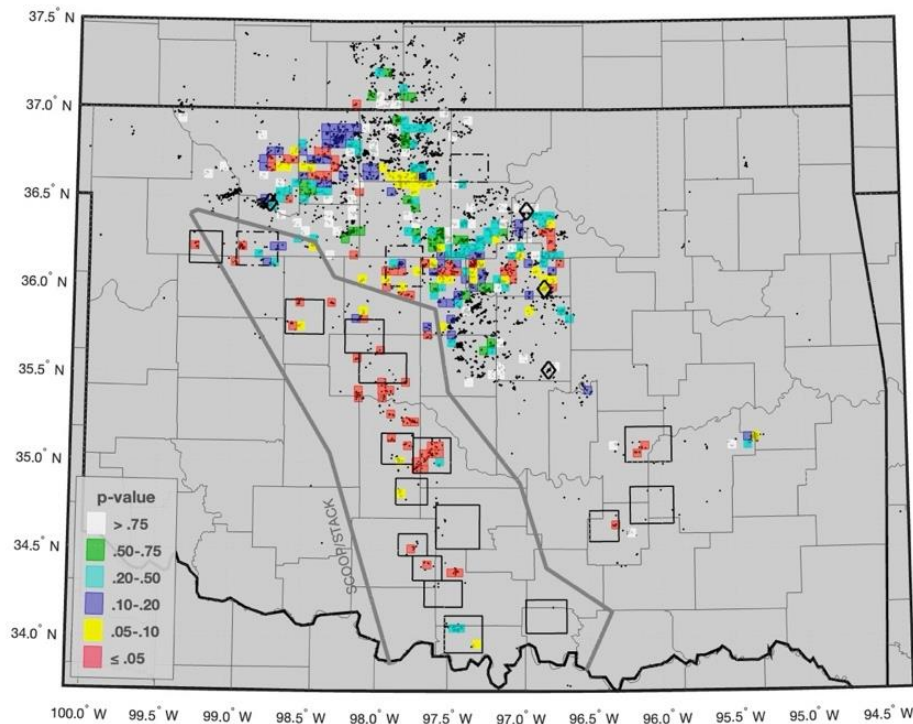 37.5° N
37.0° N
36.5° N
36.0° N
35.5° N
35.0° N
34.5° N
34.0° N
SCOOP/STACK
p-value
> .75
.50-.75
.20-.50
.10-.20
.05-.10
≤ .05
100.0° W 99.5° W 99.0° W 98.5° W 98.0° W 97.5° W 97.0° W 96.5° W 96.0° W 95.5° W 95.0° W 94.5° W